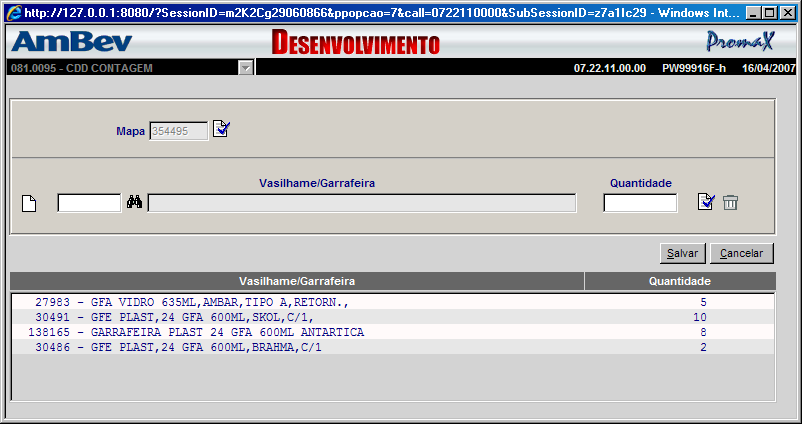 http://127.0.0.1:8080/?SessionID=m2K2Cg29060866&ppopcao=7&call=0722110000&SubSessionID=z7a1Ic29 - Windows Int...
AmBev DESENVOLVIMENTO PromaX
081.0095 - CDD CONTAGEM 07.22.11.00.00 PW99916F-h 16/04/2007
Mapa 354495
Vasilhame/Garrafeira Quantidade
Salvar Cancelar
Vasilhame/Garrafeira Quantidade
27983 - GFA VIDRO 635ML,AMBAR,TIPO A,RETORN., 5
30491 - GFE PLAST,24 GFA 600ML,SKOL,C/1, 10
138165 - GARRAFEIRA PLAST 24 GFA 600ML ANTARTICA 8
30486 - GFE PLAST,24 GFA 600ML,BRAHMA,C/1 2